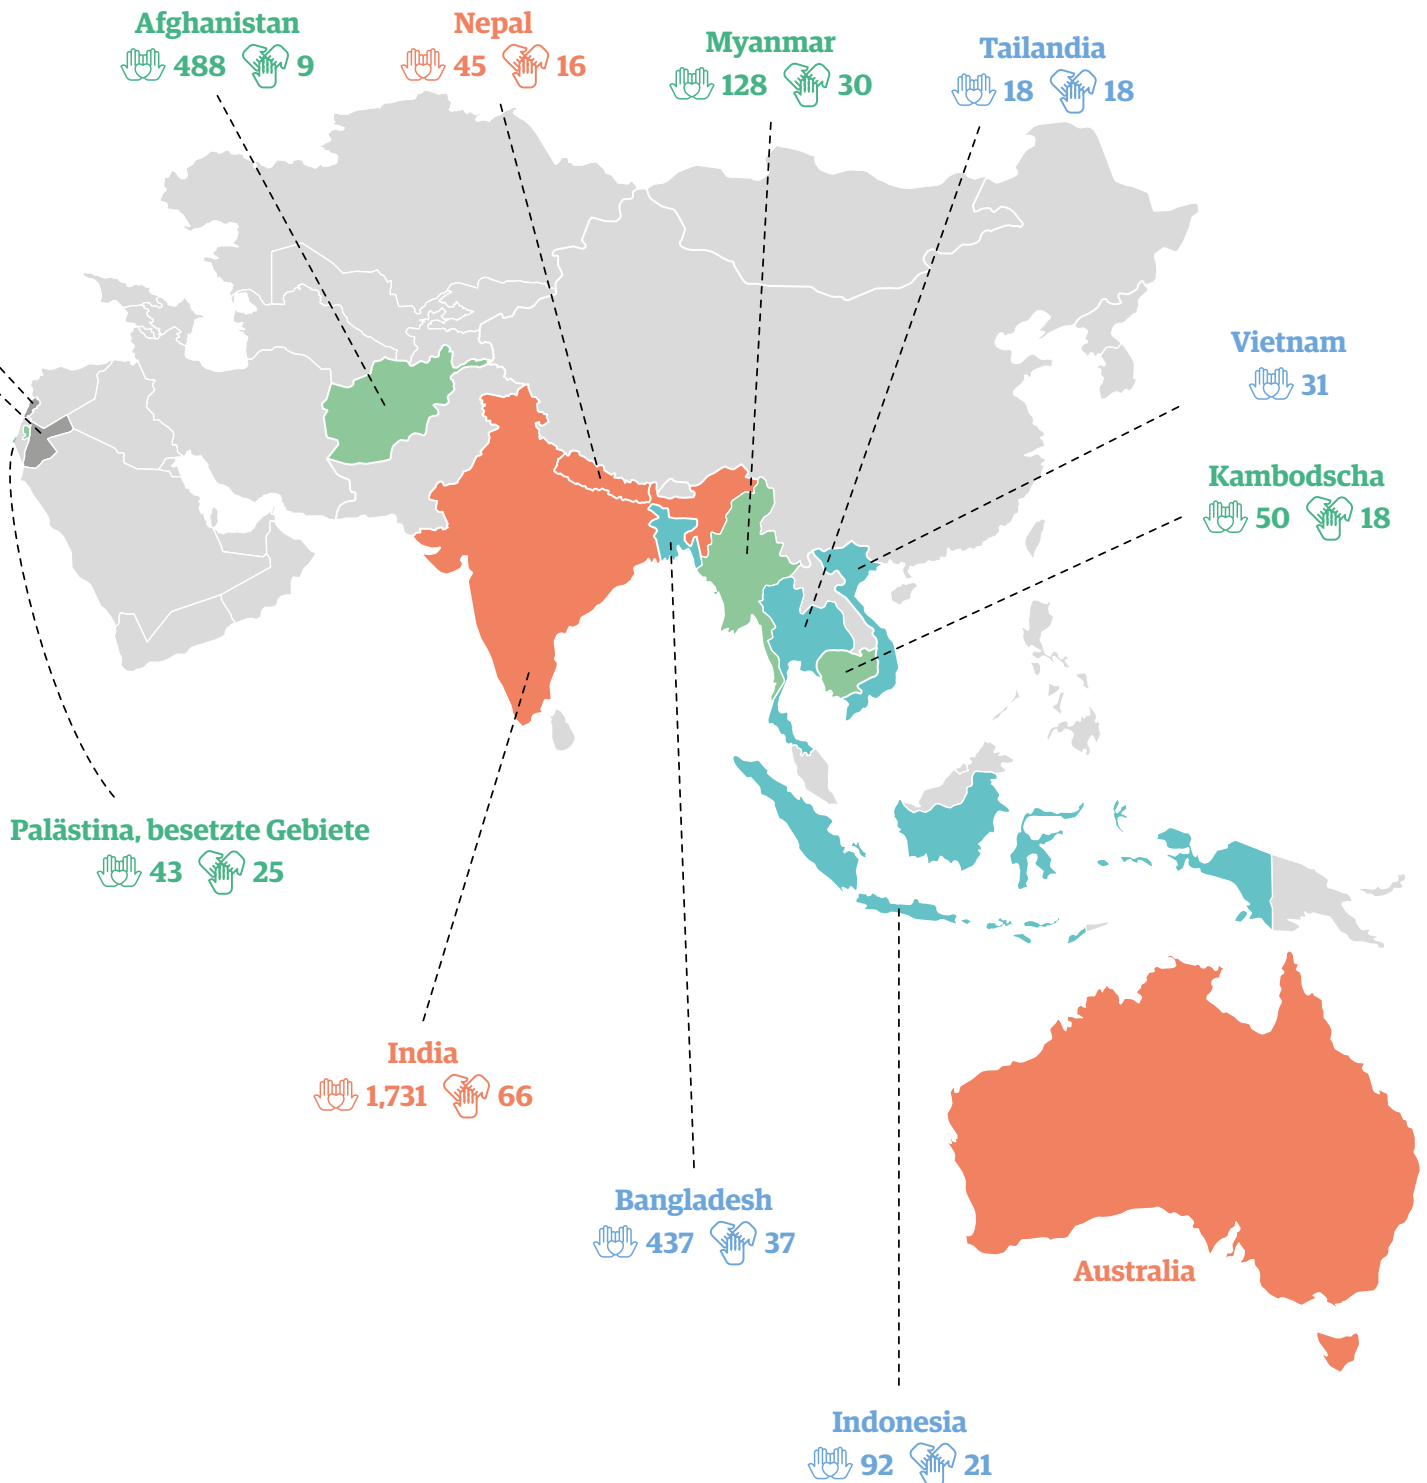 Afghanistan
488 9
Nepal
45 16
Myanmar
128 30
Tailandia
18 18
Vietnam
31
Kambodscha
50 18
Palästina, besetzte Gebiete
43 25
India
1,731 66
Bangladesh
437 37
Australia
Indonesia
92 21